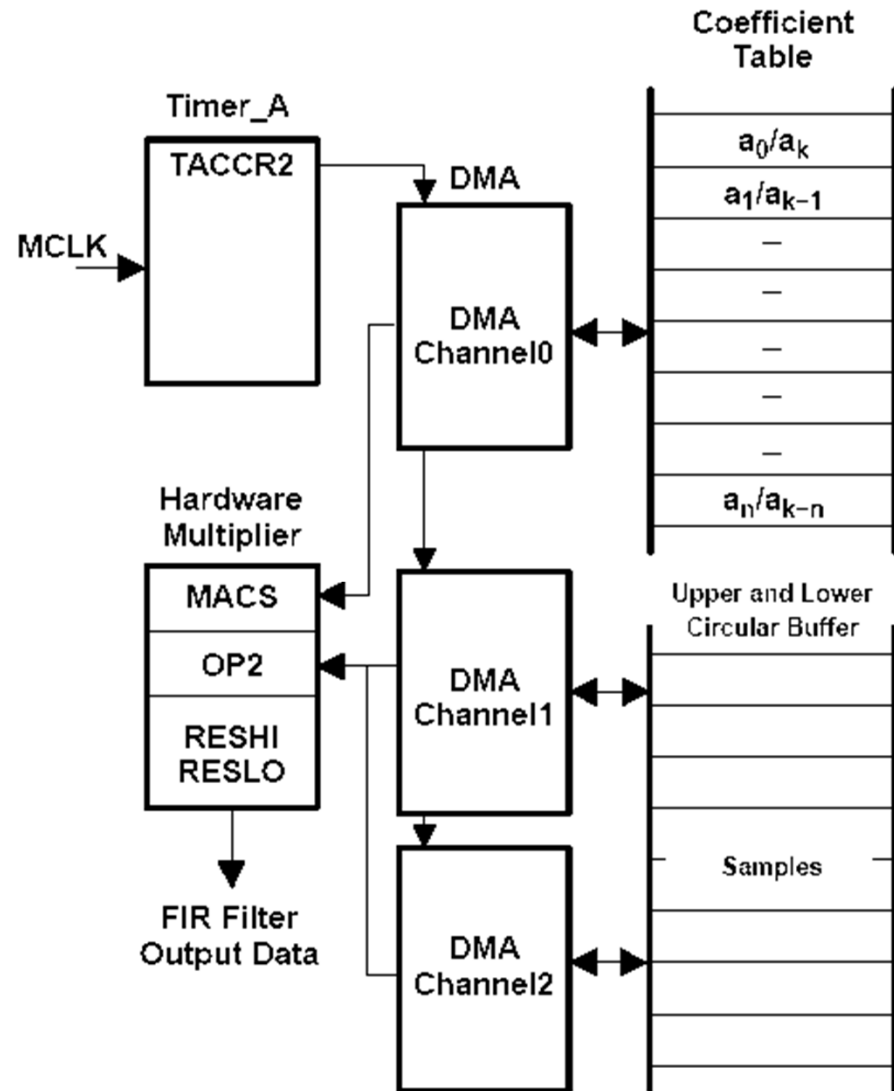 Coefficient
Table
Timer_A
TACCR2
a₀/aₖ
DMA
a₁/aₖ₋₁
MCLK
–
–
DMA
Channel0
–
–
–
Hardware
Multiplier
aₙ/aₖ₋ₙ
MACS
Upper and Lower
Circular Buffer
OP2
DMA
Channel1
RESHI
RESLO
Samples
FIR Filter
Output Data
DMA
Channel2